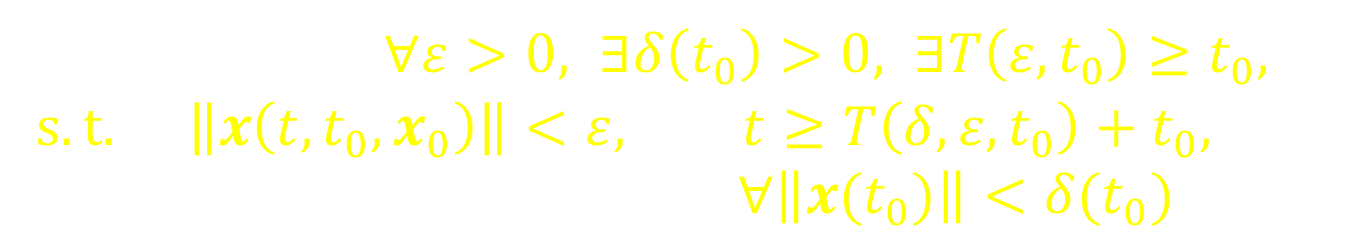 ∀ε > 0, ∃δ(t₀) > 0, ∃T(ε, t₀) ≥ t₀,
s.t. ‖x(t, t₀, x₀)‖ < ε, t ≥ T(δ, ε, t₀) + t₀,
∀‖x(t₀)‖ < δ(t₀)